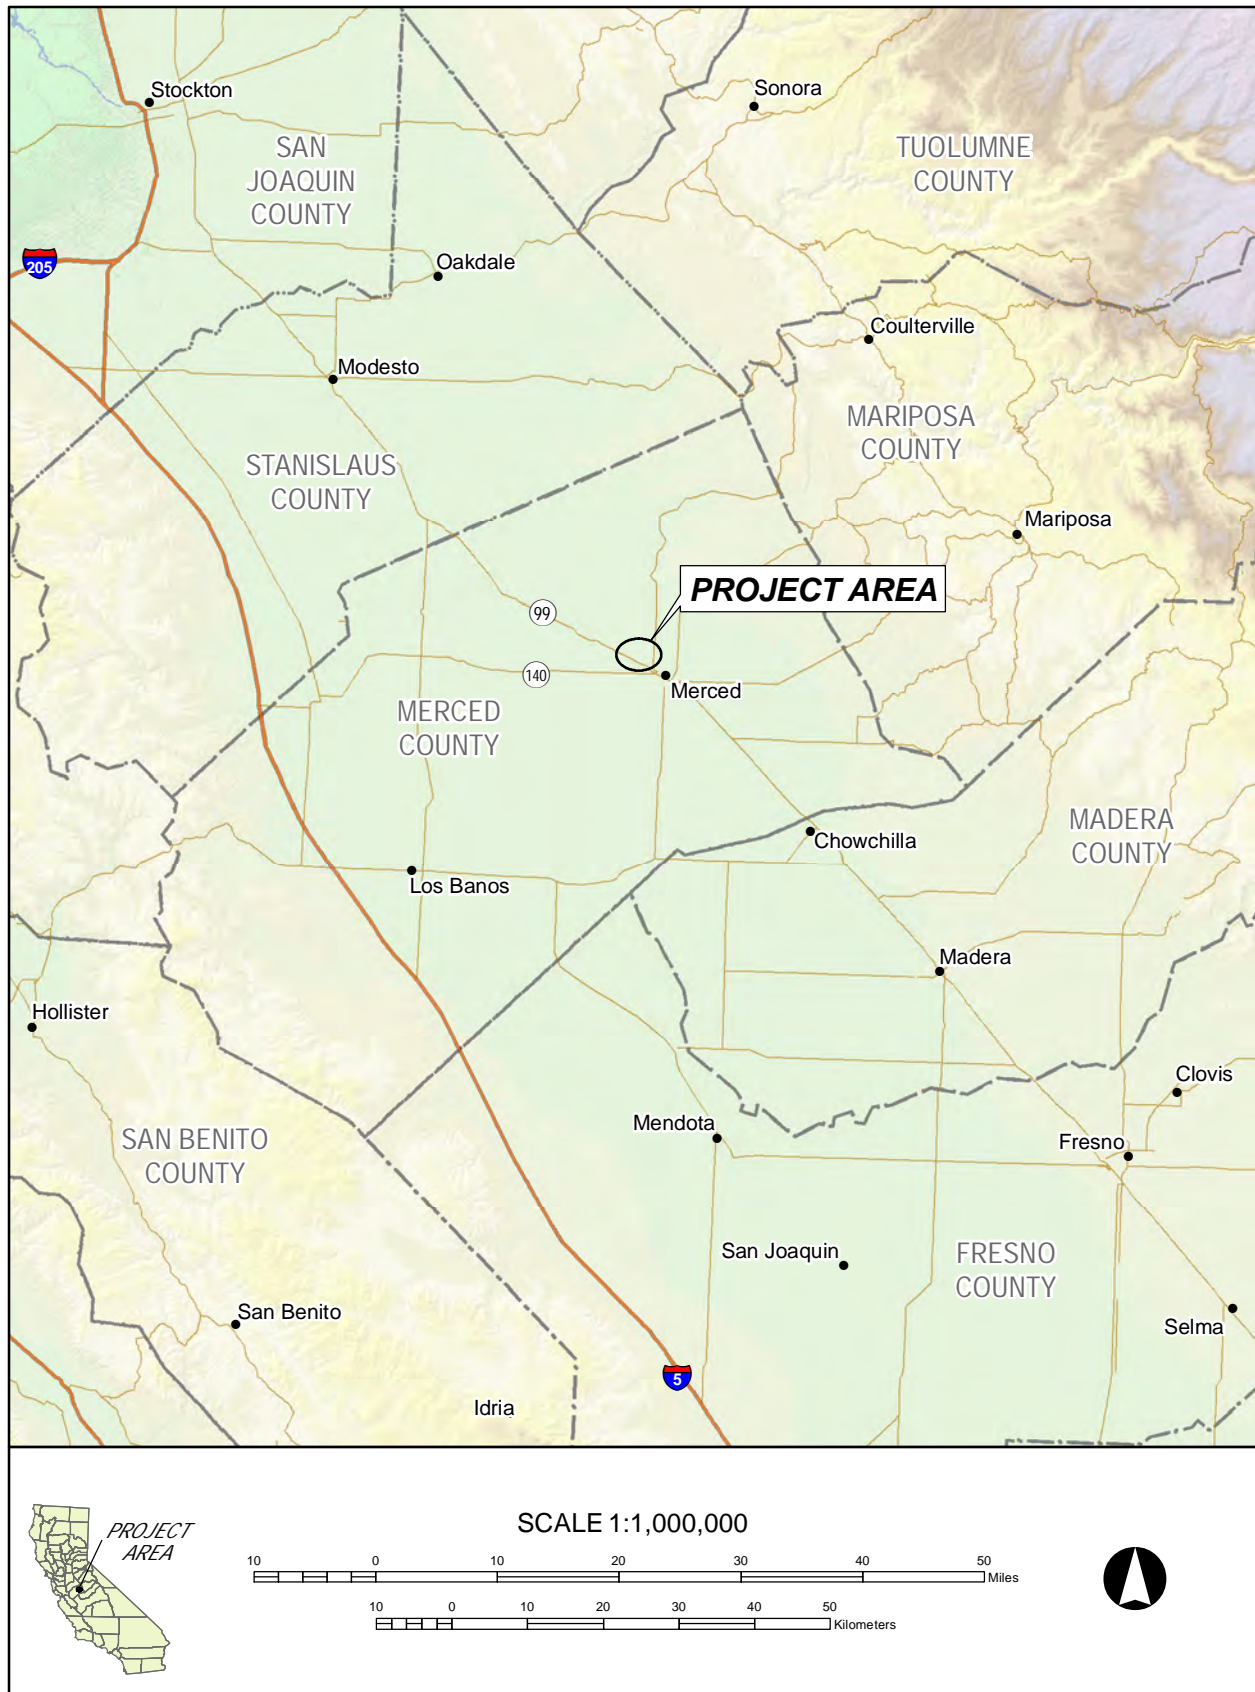 Stockton
Sonora
SAN
JOAQUIN
COUNTY
TUOLUMNE
COUNTY
205
Oakdale
Coulterville
Modesto
MARIPOSA
COUNTY
STANISLAUS
COUNTY
Mariposa
PROJECT AREA
99
140
Merced
MERCED
COUNTY
Chowchilla
MADERA
COUNTY
Los Banos
Madera
Hollister
Clovis
Mendota
Fresno
SAN BENITO
COUNTY
San Joaquin
FRESNO
COUNTY
San Benito
Selma
5
Idria
PROJECT
AREA
SCALE 1:1,000,000
10 0 10 20 30 40 50
Miles
10 0 10 20 30 40 50
Kilometers